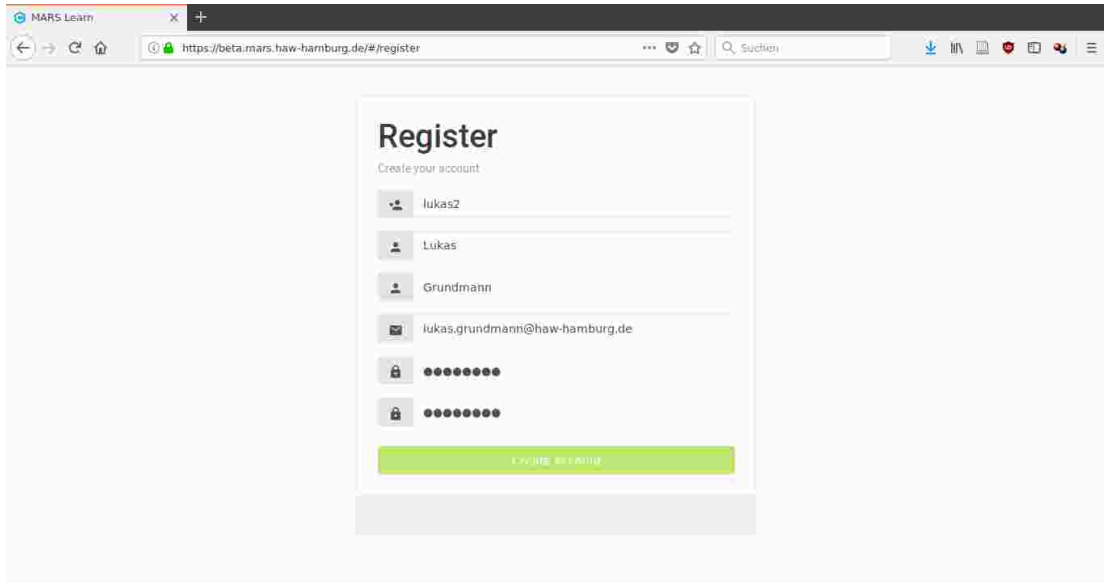 MARS Learn
https://beta.mars.haw-hamburg.de/#/register
Suchen
Register
Create your account
lukas2
Lukas
Grundmann
lukas.grundmann@haw-hamburg.de
●●●●●●●●
●●●●●●●●
Create account